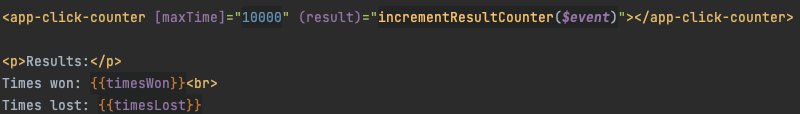 <app-click-counter [maxTime]="10000" (result)="incrementResultCounter($event)"></app-click-counter>
<p>Results:</p>
Times won: {{timesWon}}<br>
Times lost: {{timesLost}}